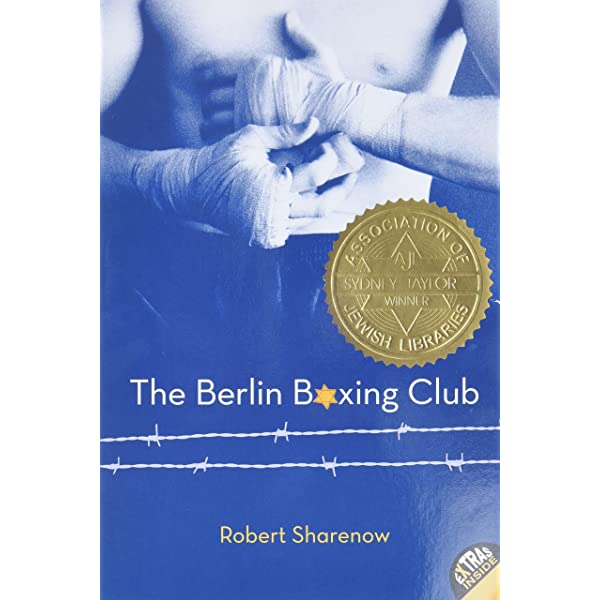 ASSOCIATION OF
AJL
SYDNEY TAYLOR
WINNER
JEWISH LIBRARIES
The Berlin Boxing Club
Robert Sharenow
EXTRAS
INSIDE